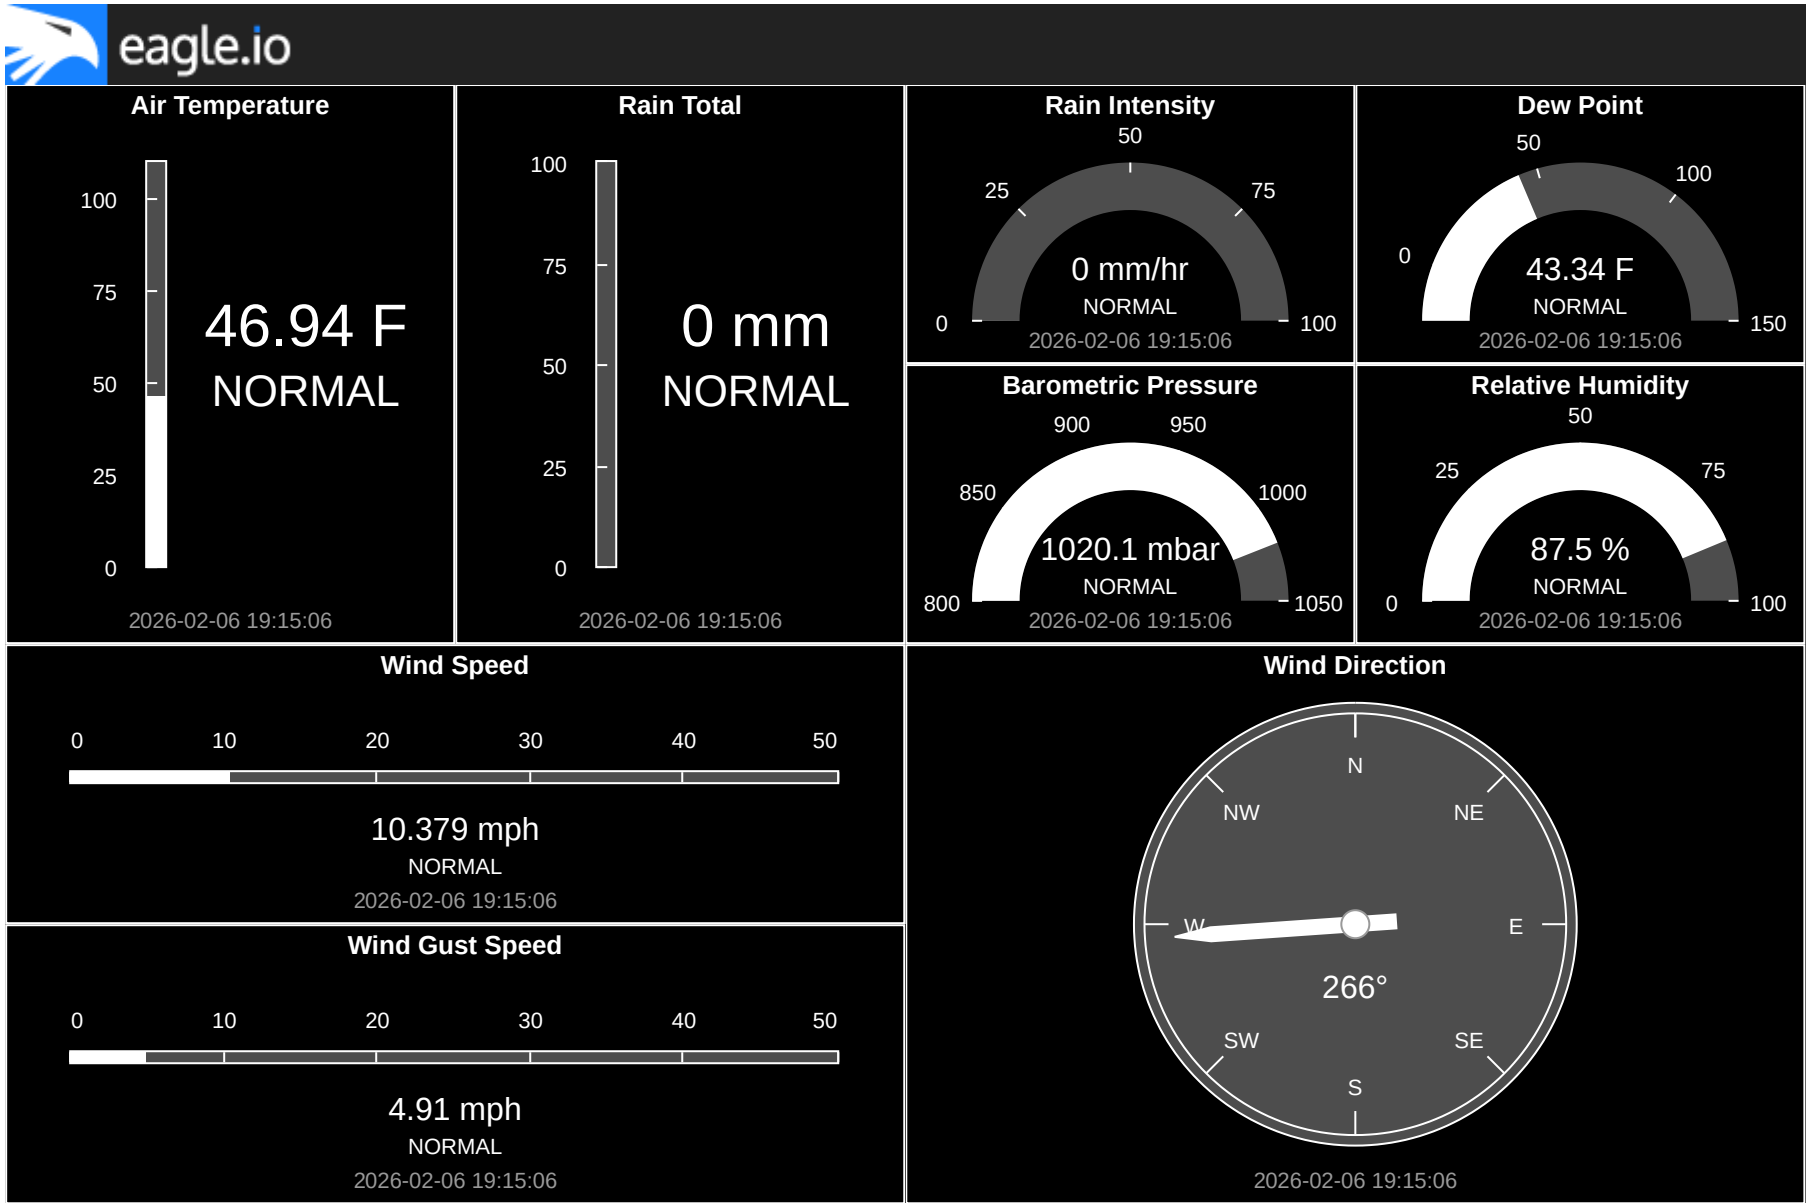 eagle.io
Air Temperature
100
75
50
25
0
46.94 F
NORMAL
2026-02-06 19:15:06
Rain Total
100
75
50
25
0
0 mm
NORMAL
2026-02-06 19:15:06
Rain Intensity
50
25
75
0
100
0 mm/hr
NORMAL
2026-02-06 19:15:06
Dew Point
50
100
0
150
43.34 F
NORMAL
2026-02-06 19:15:06
Barometric Pressure
900
950
850
1000
800
1050
1020.1 mbar
NORMAL
2026-02-06 19:15:06
Relative Humidity
50
25
75
0
100
87.5 %
NORMAL
2026-02-06 19:15:06
Wind Speed
0 10 20 30 40 50
10.379 mph
NORMAL
2026-02-06 19:15:06
Wind Gust Speed
0 10 20 30 40 50
4.91 mph
NORMAL
2026-02-06 19:15:06
Wind Direction
N
NW
NE
W
E
266°
SW
SE
S
2026-02-06 19:15:06